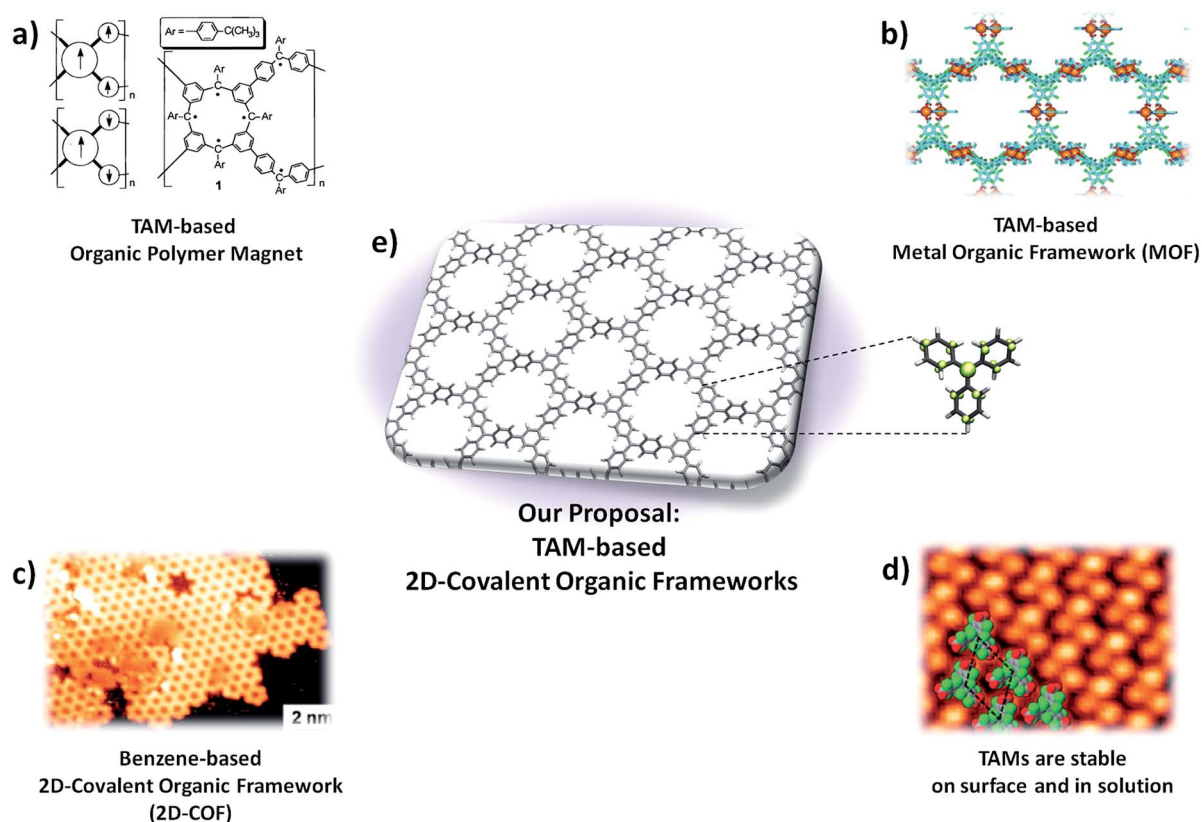 a)
Ar = C(CH3)3
Ar
C
Ar
C
Ar
Ar–C
C–Ar
C
Ar
C
Ar
n
n
1
n
TAM-based
Organic Polymer Magnet
b)
TAM-based
Metal Organic Framework (MOF)
e)
Our Proposal:
TAM-based
2D-Covalent Organic Frameworks
c)
2 nm
Benzene-based
2D-Covalent Organic Framework
(2D-COF)
d)
TAMs are stable
on surface and in solution